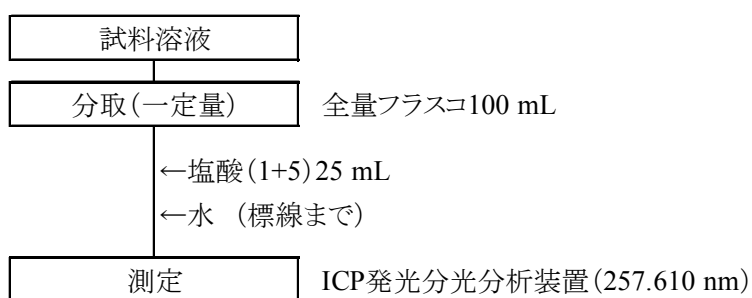 試料溶液
分取(一定量) 全量フラスコ100 mL
←塩酸(1+5)25 mL
←水 (標線まで)
測定 ICP発光分光分析装置(257.610 nm)